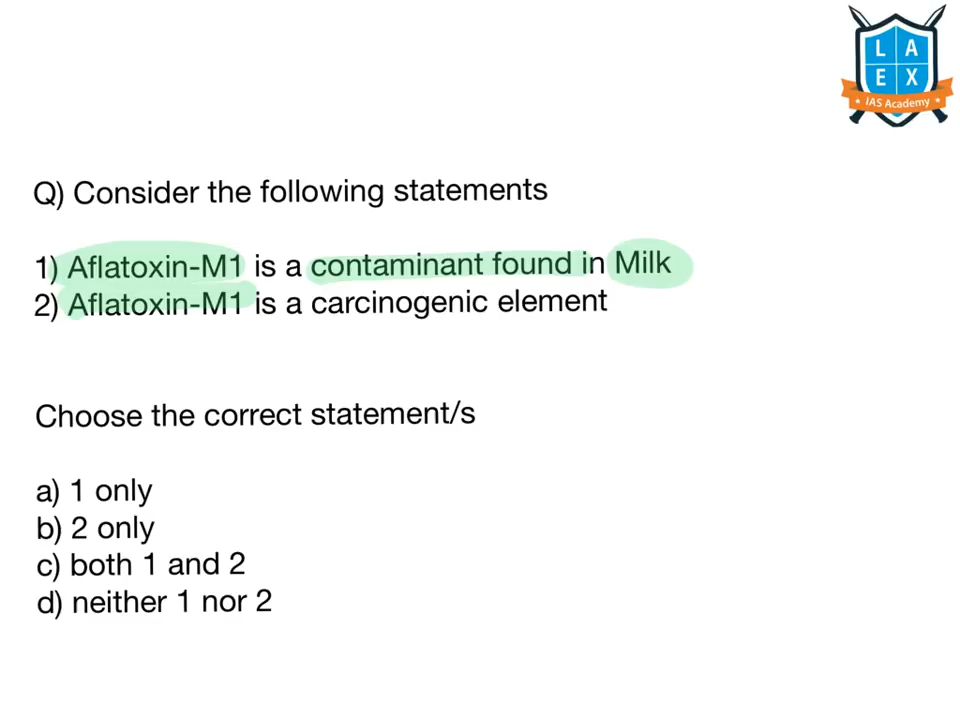 L A
E X
IAS Academy
Q) Consider the following statements
1) Aflatoxin-M1 is a contaminant found in Milk
2) Aflatoxin-M1 is a carcinogenic element
Choose the correct statement/s
a) 1 only
b) 2 only
c) both 1 and 2
d) neither 1 nor 2